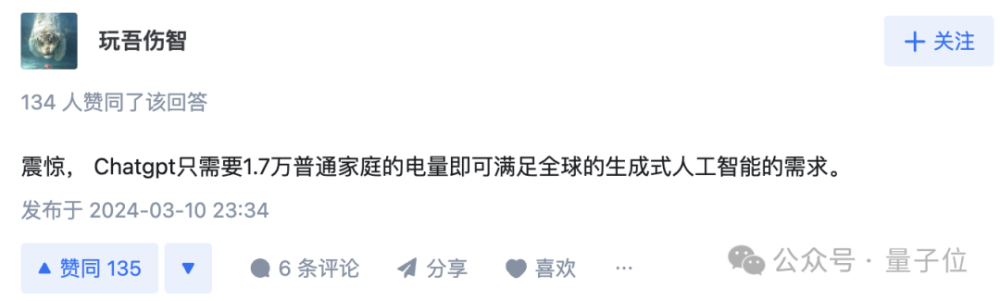 玩吾伤智
+ 关注
134 人赞同了该回答
震惊， Chatgpt只需要1.7万普通家庭的电量即可满足全球的生成式人工智能的需求。
发布于 2024-03-10 23:34
赞同 135 6 条评论 分享 喜欢 ···
公众号 · 量子位